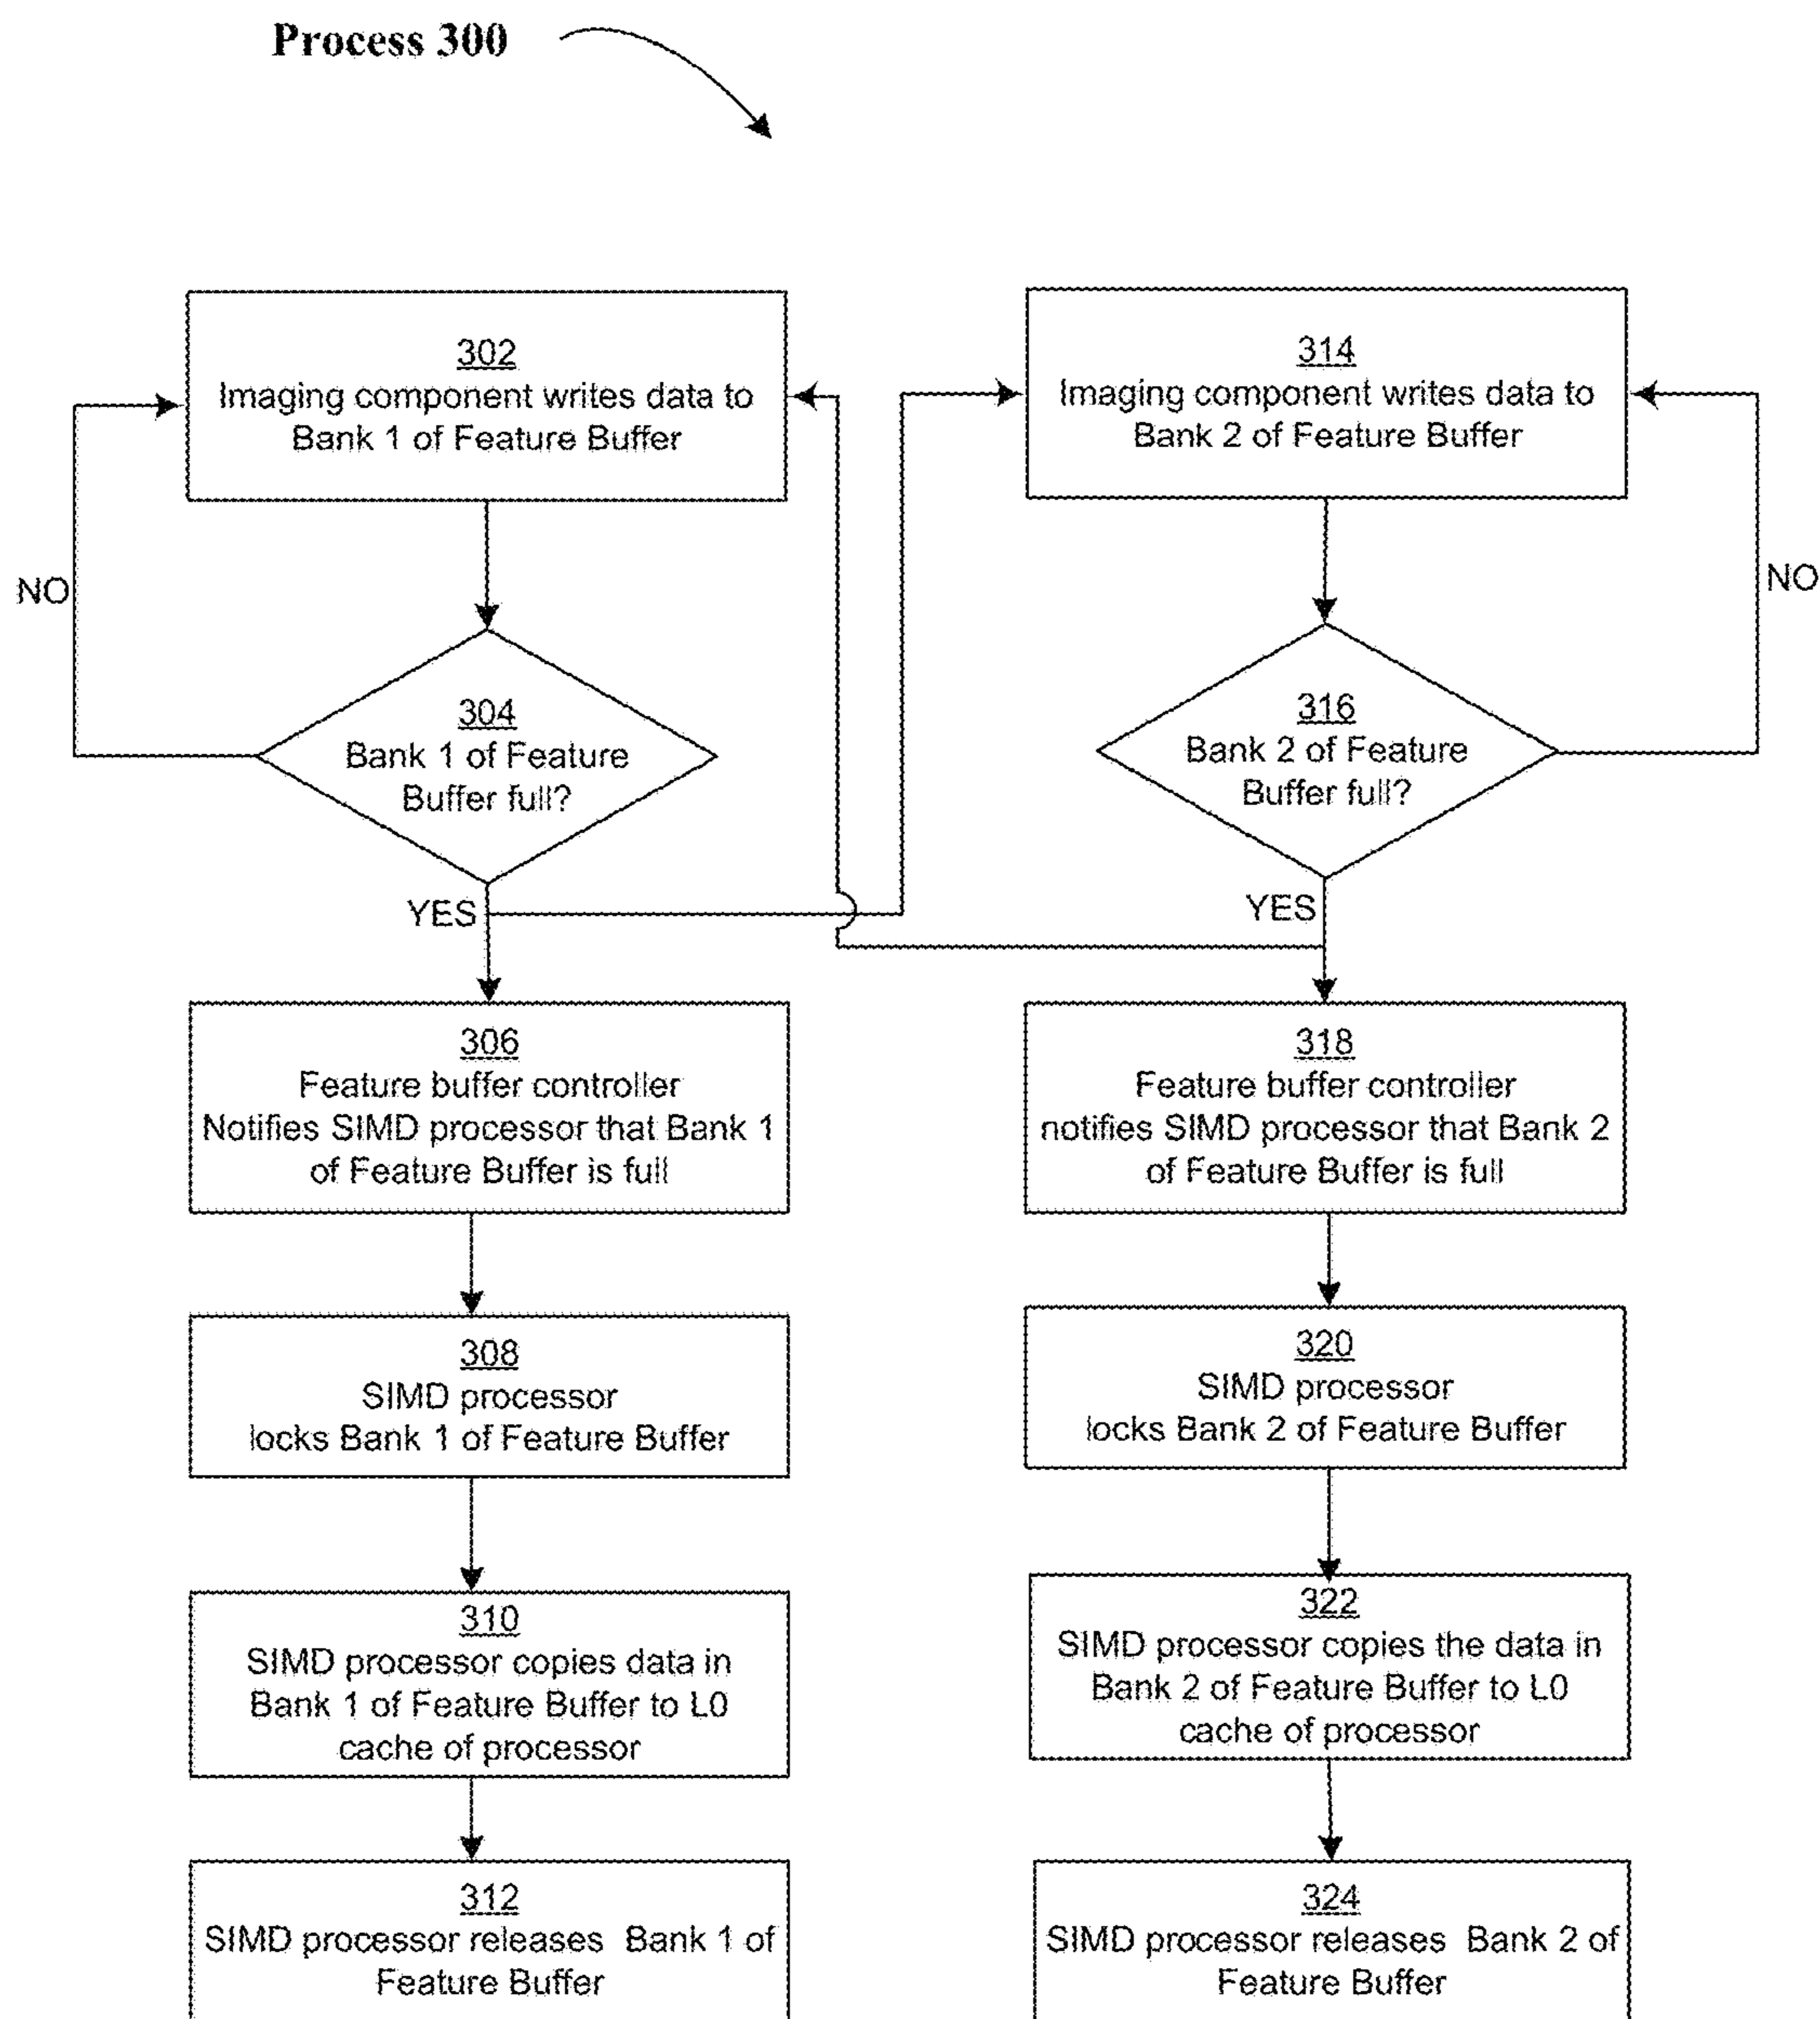 Process 300
302
Imaging component writes data to
Bank 1 of Feature Buffer
NO
304
Bank 1 of Feature
Buffer full?
YES
306
Feature buffer controller
Notifies SIMD processor that Bank 1
of Feature Buffer is full
308
SIMD processor
locks Bank 1 of Feature Buffer
310
SIMD processor copies data in
Bank 1 of Feature Buffer to L0
cache of processor
312
SIMD processor releases Bank 1 of
Feature Buffer
314
Imaging component writes data to
Bank 2 of Feature Buffer
NO
316
Bank 2 of Feature
Buffer full?
YES
318
Feature buffer controller
notifies SIMD processor that Bank 2
of Feature Buffer is full
320
SIMD processor
locks Bank 2 of Feature Buffer
322
SIMD processor copies the data in
Bank 2 of Feature Buffer to L0
cache of processor
324
SIMD processor releases Bank 2 of
Feature Buffer